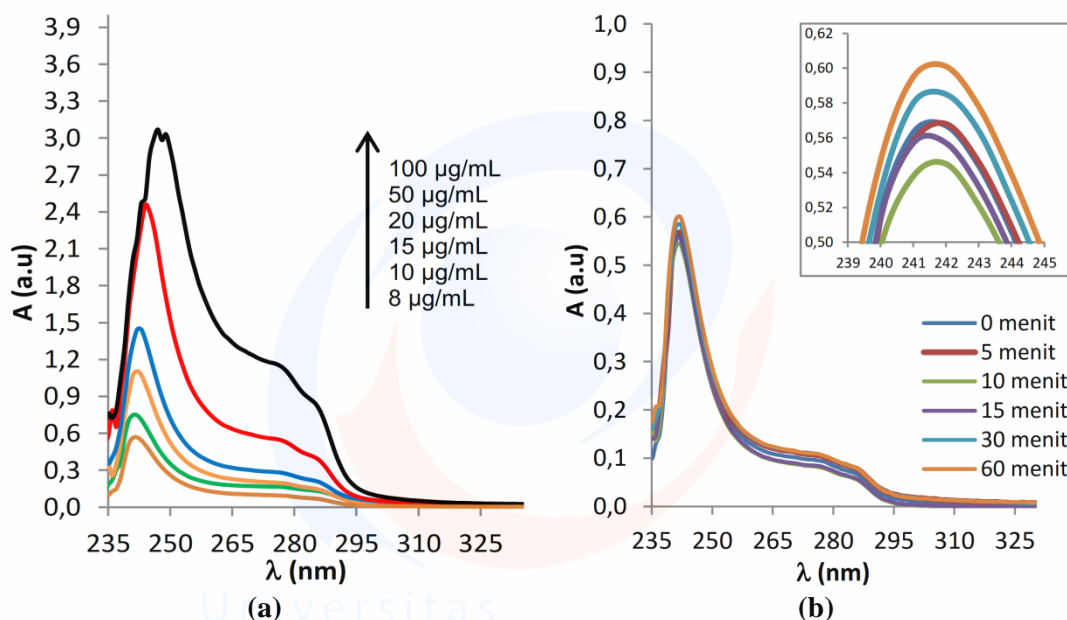 3,9
3,6
3,3
3,0
2,7
2,4
2,1
1,8
1,5
1,2
0,9
0,6
0,3
0,0
A (a.u)
100 µg/mL
50 µg/mL
20 µg/mL
15 µg/mL
10 µg/mL
8 µg/mL
235 250 265 280 295 310 325
λ (nm)
(a)
1,0
0,9
0,8
0,7
0,6
0,5
0,4
0,3
0,2
0,1
0,0
A (a.u)
0,62
0,60
0,58
0,56
0,54
0,52
0,50
239 240 241 242 243 244 245
0 menit
5 menit
10 menit
15 menit
30 menit
60 menit
235 250 265 280 295 310 325
λ (nm)
(b)
Universitas